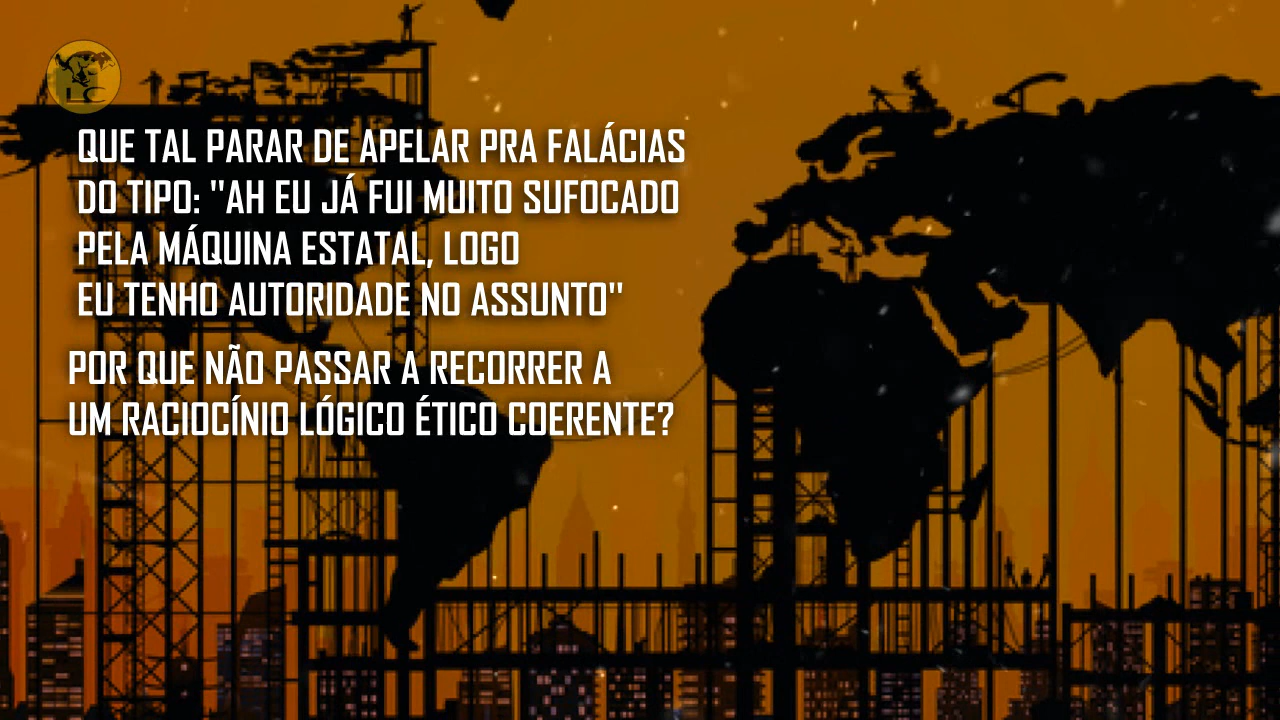 LC
QUE TAL PARAR DE APELAR PRA FALÁCIAS
DO TIPO: "AH EU JÁ FUI MUITO SUFOCADO
PELA MÁQUINA ESTATAL, LOGO
EU TENHO AUTORIDADE NO ASSUNTO"
POR QUE NÃO PASSAR A RECORRER A
UM RACIOCÍNIO LÓGICO ÉTICO COERENTE?